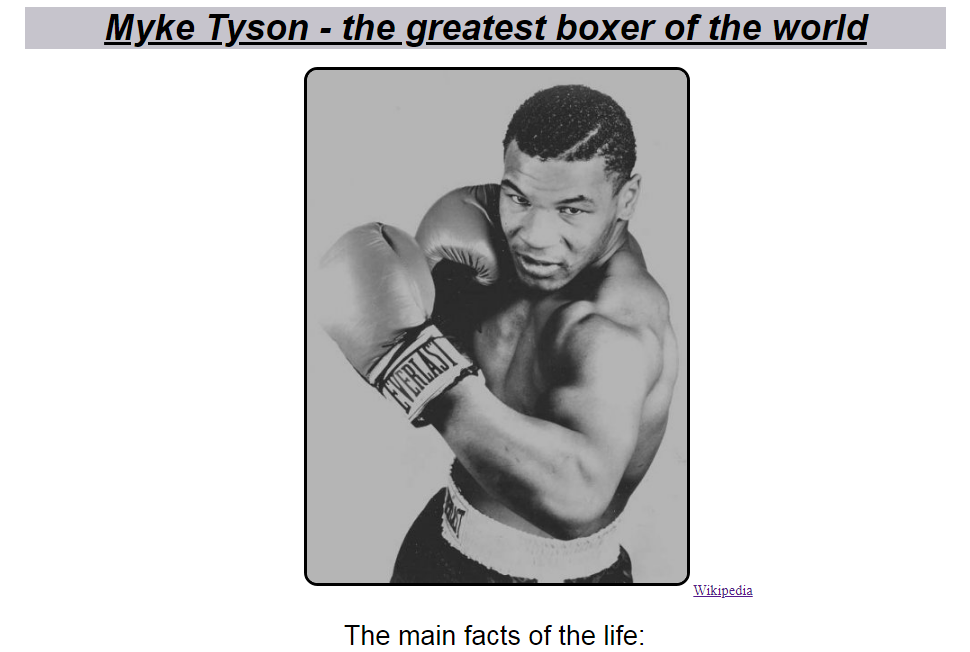 Myke Tyson - the greatest boxer of the world
EVERLAST
Wikipedia
The main facts of the life: